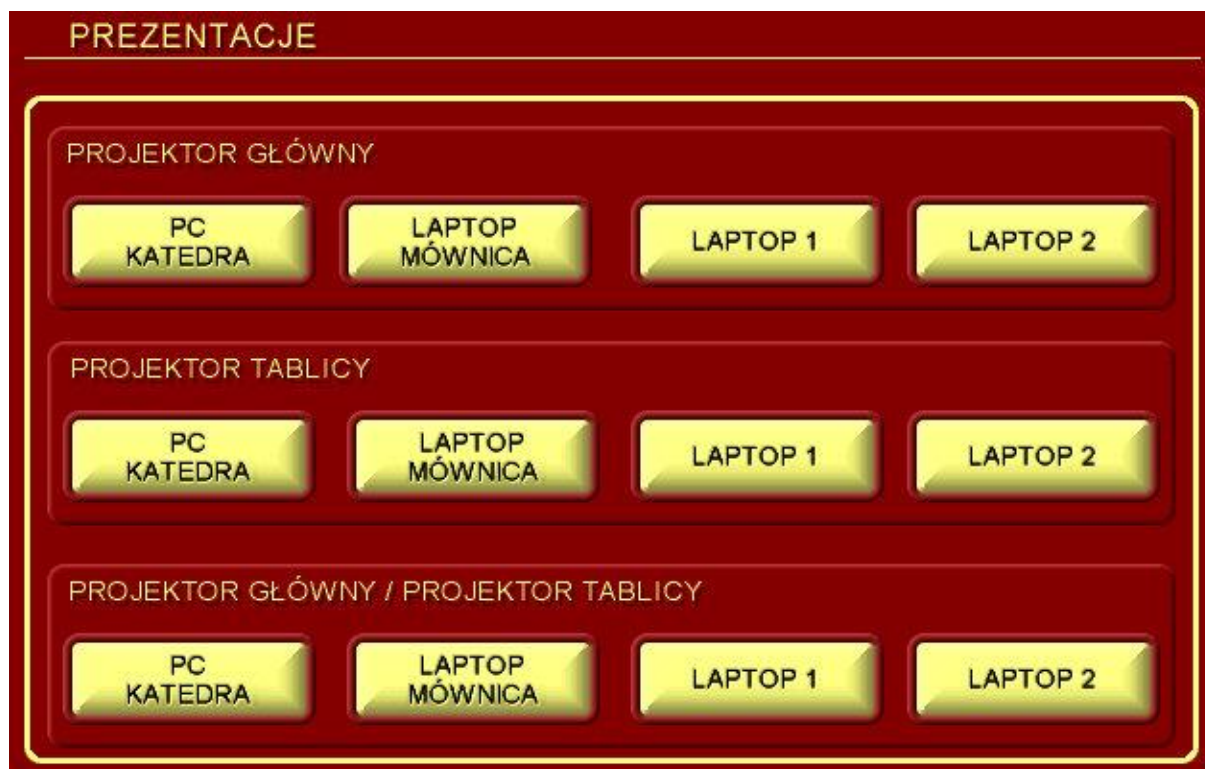 PREZENTACJE
PROJEKTOR GŁÓWNY
PC
KATEDRA
LAPTOP
MÓWNICA
LAPTOP 1
LAPTOP 2
PROJEKTOR TABLICY
PC
KATEDRA
LAPTOP
MÓWNICA
LAPTOP 1
LAPTOP 2
PROJEKTOR GŁÓWNY / PROJEKTOR TABLICY
PC
KATEDRA
LAPTOP
MÓWNICA
LAPTOP 1
LAPTOP 2